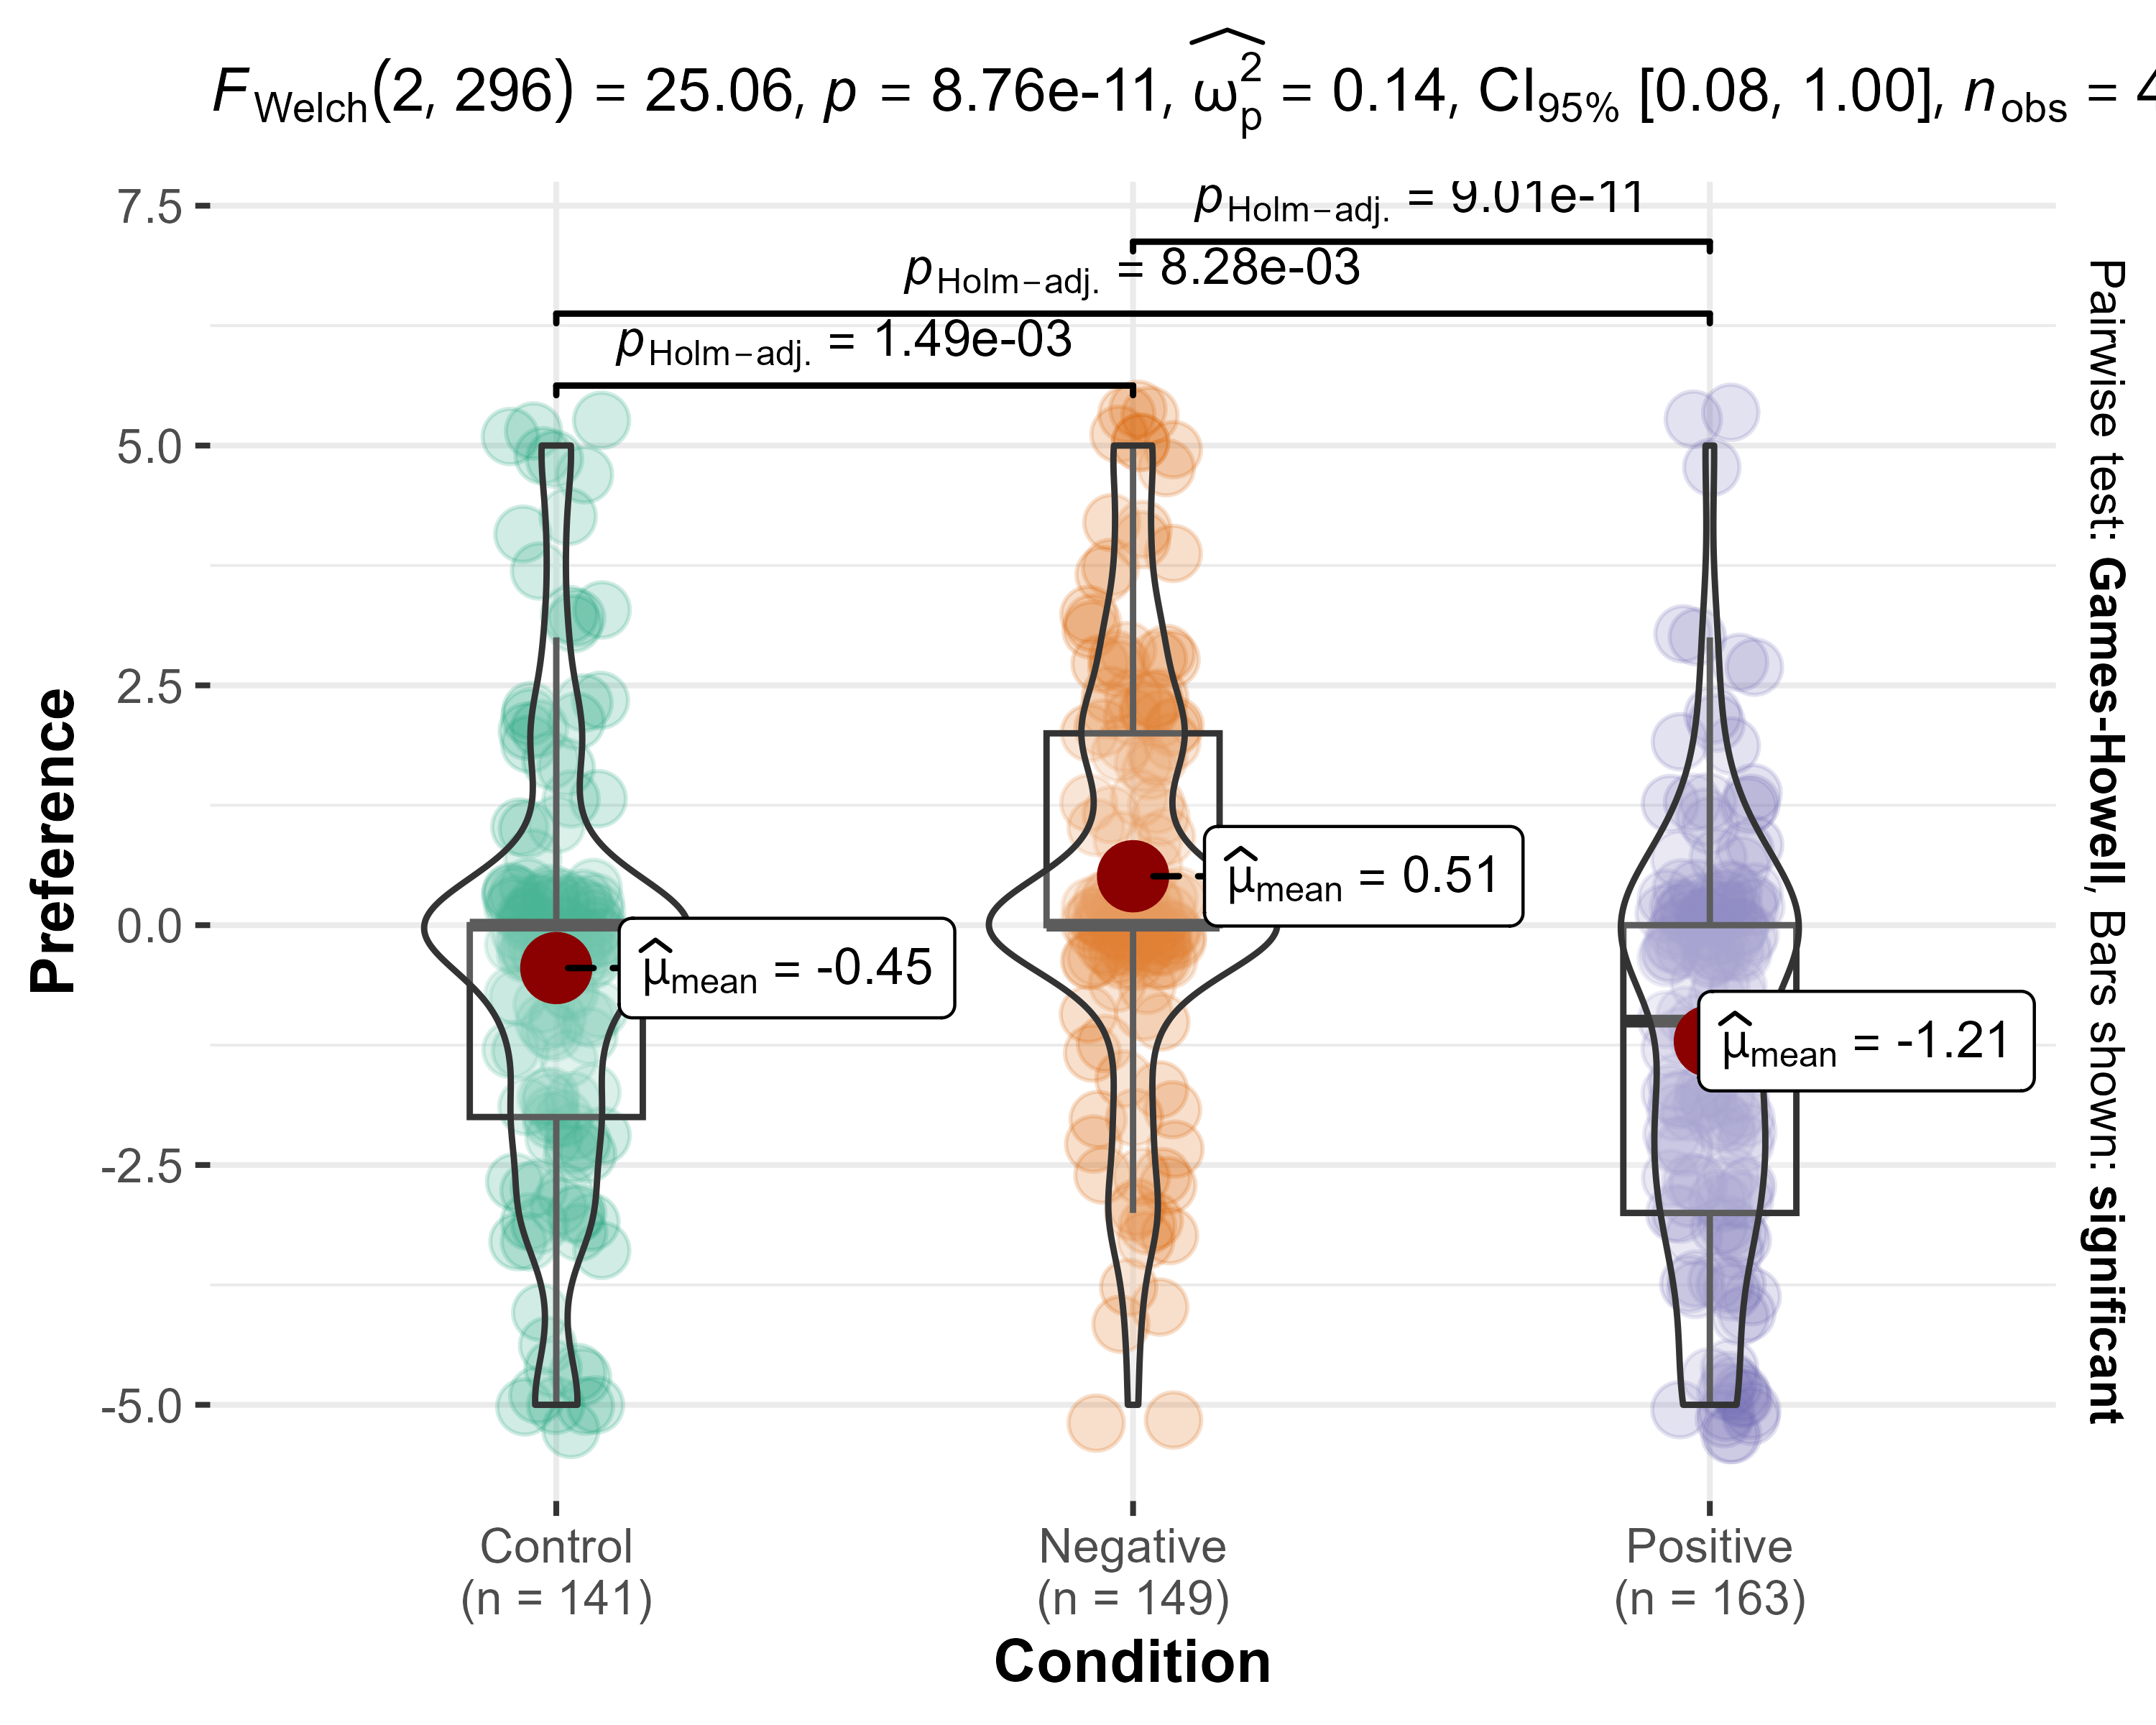 F Welch(2, 296) = 25.06, p = 8.76e-11, ω̂²p = 0.14, CI95% [0.08, 1.00], nobs = 4
7.5
5.0
2.5
0.0
-2.5
-5.0
Preference
pHolm−adj. = 9.01e-11
pHolm−adj. = 8.28e-03
pHolm−adj. = 1.49e-03
μ̂mean = -0.45
μ̂mean = 0.51
μ̂mean = -1.21
Control
(n = 141)
Negative
(n = 149)
Positive
(n = 163)
Condition
Pairwise test: Games-Howell, Bars shown: significant